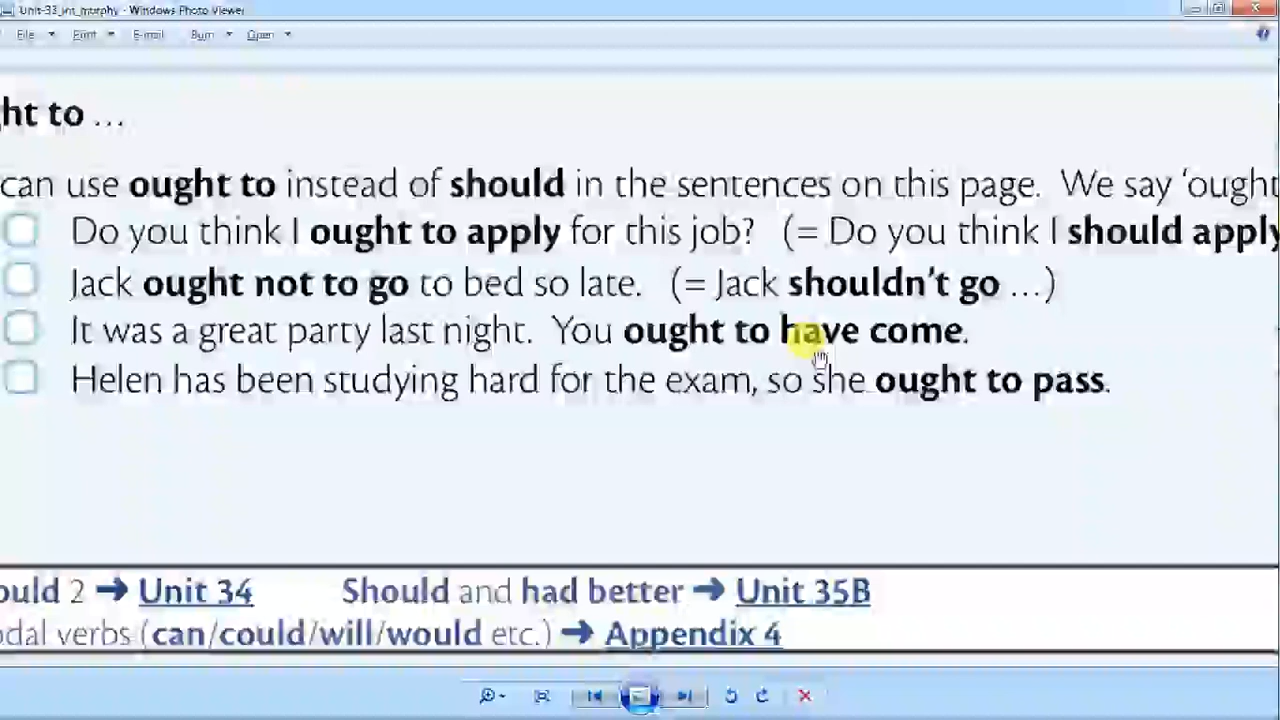 Unit-33_int_murphy - Windows Photo Viewer
File Print E-mail Burn Open
ht to ...
can use ought to instead of should in the sentences on this page. We say 'ought
Do you think I ought to apply for this job? (= Do you think I should apply
Jack ought not to go to bed so late. (= Jack shouldn't go ...)
It was a great party last night. You ought to have come.
Helen has been studying hard for the exam, so she ought to pass.
ould 2 → Unit 34 Should and had better → Unit 35B
odal verbs (can/could/will/would etc.) → Appendix 4